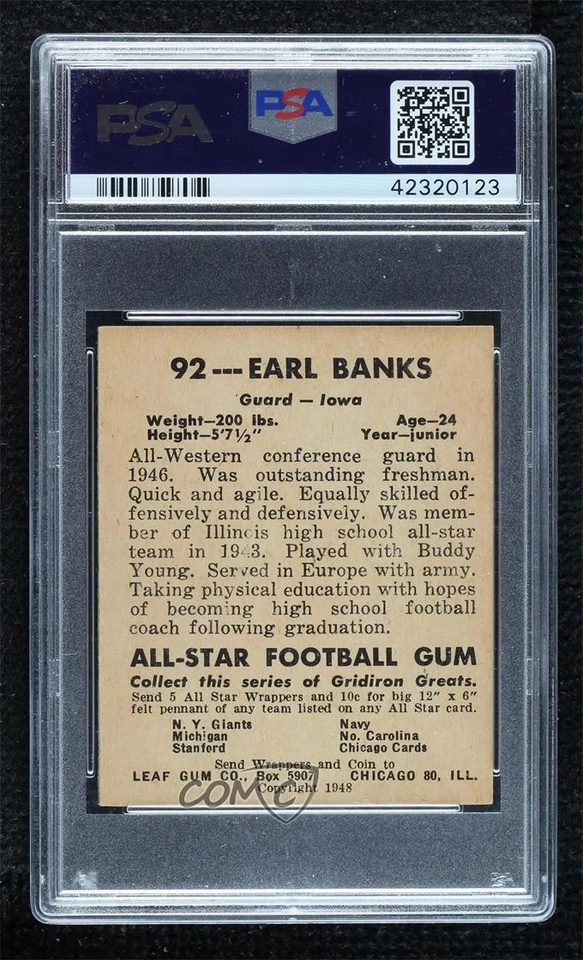 PSA
PSA
42320123
92---EARL BANKS
Guard — Iowa
Weight—200 lbs. Age—24
Height—5'7½" Year—junior
All-Western conference guard in
1946. Was outstanding freshman.
Quick and agile. Equally skilled of-
fensively and defensively. Was mem-
ber of Illinois high school all-star
team in 1943. Played with Buddy
Young. Served in Europe with army.
Taking physical education with hopes
of becoming high school football
coach following graduation.
ALL-STAR FOOTBALL GUM
Collect this series of Gridiron Greats.
Send 5 All Star Wrappers and 10c for big 12" x 6"
felt pennant of any team listed on any All Star card.
N. Y. Giants Navy
Michigan No. Carolina
Stanford Chicago Cards
Send Wrappers and Coin to
LEAF GUM CO., Box 5907 CHICAGO 80, ILL.
Copyright 1948
COMC